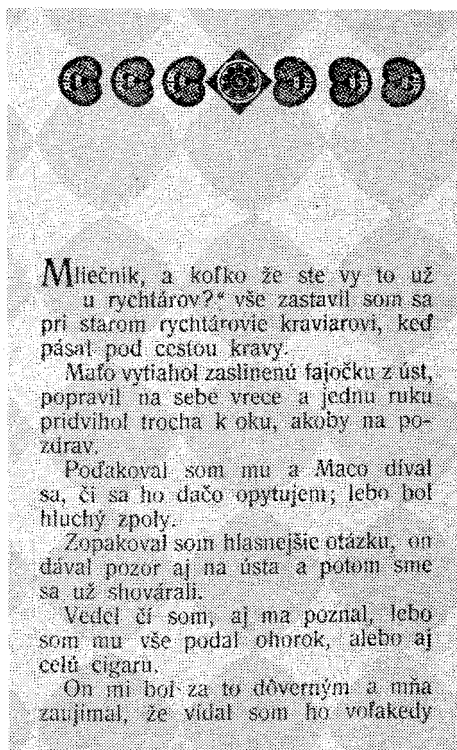 Mliečnik, a koľko že ste vy to už
u rychtárov?“ vše zastavil som sa
pri starom rychtárovie kraviarovi, keď
pásal pod cestou kravy.
Maťo vytiahol zaslinenú fajočku z úst,
popravil na sebe vrece a jednu ruku
pridvihol trocha k oku, akoby na po-
zdrav.
Poďakoval som mu a Maco díval
sa, či sa ho dačo opytujem; lebo bol
hluchý zpoly.
Zopakoval som hlasnejšie otázku, on
dával pozor aj na ústa a potom sme
sa už shovárali.
Vedel čí som, aj ma poznal, lebo
som mu vše podal ohorok, alebo aj
celú cigaru.
On mi bol za to dôverným a mňa
zaujímal, že vídal som ho voľakedy